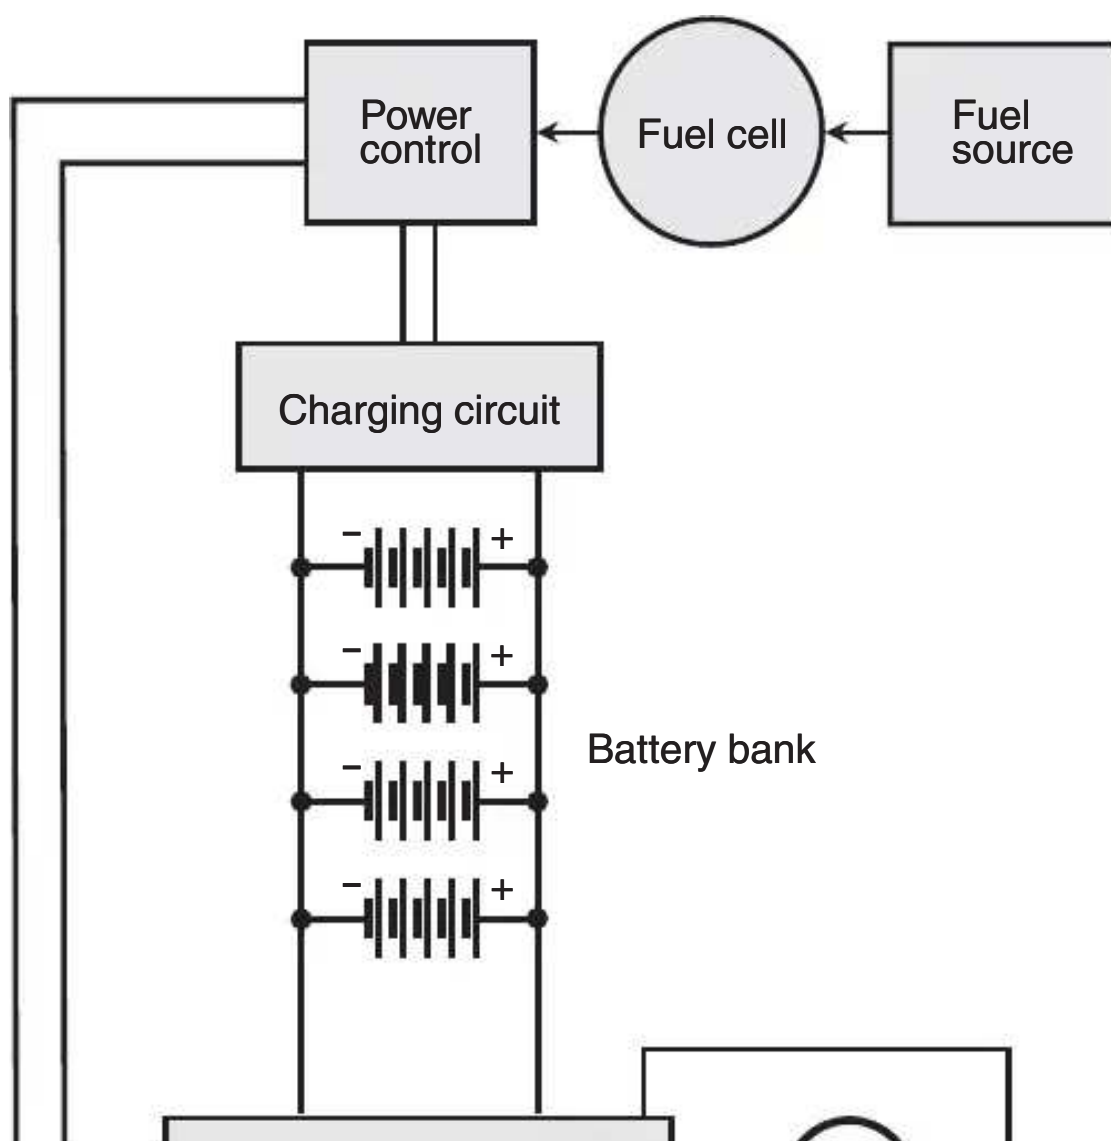 Power
control
Fuel cell
Fuel
source
Charging circuit
− +
− +
Battery bank
− +
− +